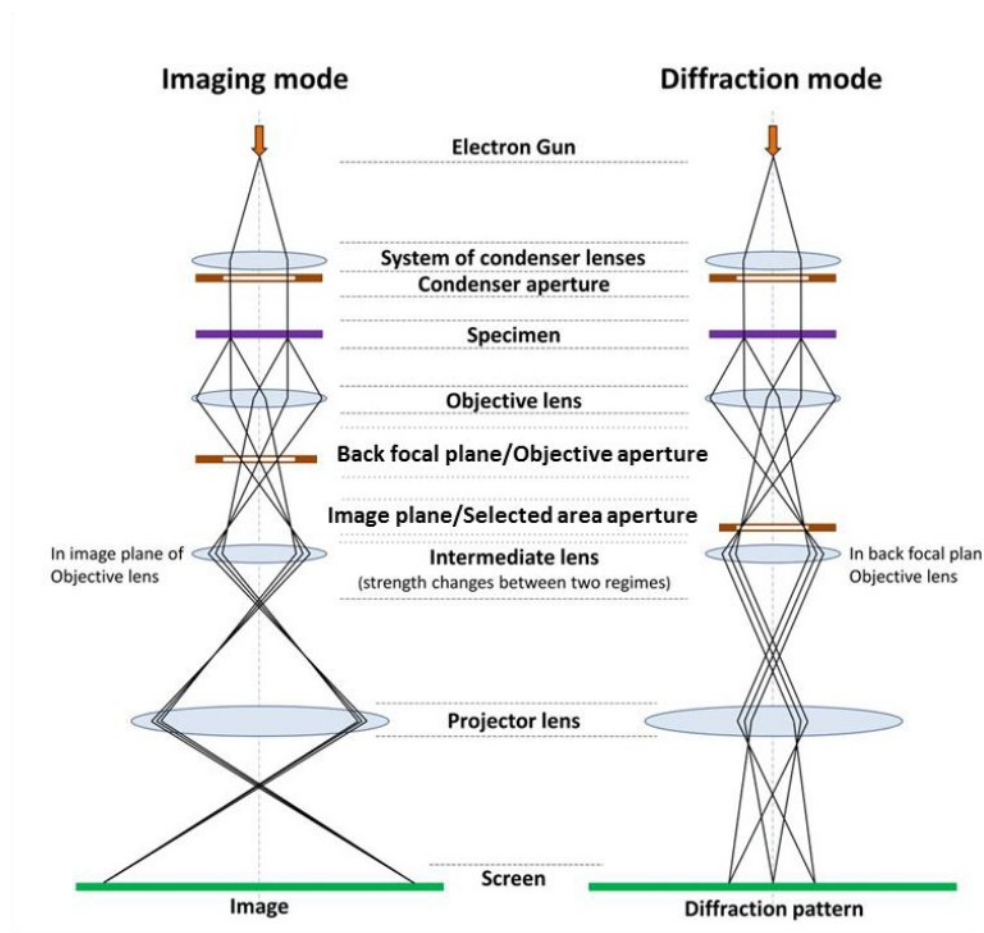 Imaging mode
Diffraction mode
Electron Gun
System of condenser lenses
Condenser aperture
Specimen
Objective lens
Back focal plane/Objective aperture
Image plane/Selected area aperture
In image plane of
Objective lens
Intermediate lens
(strength changes between two regimes)
In back focal plan
Objective lens
Projector lens
Screen
Image
Diffraction pattern